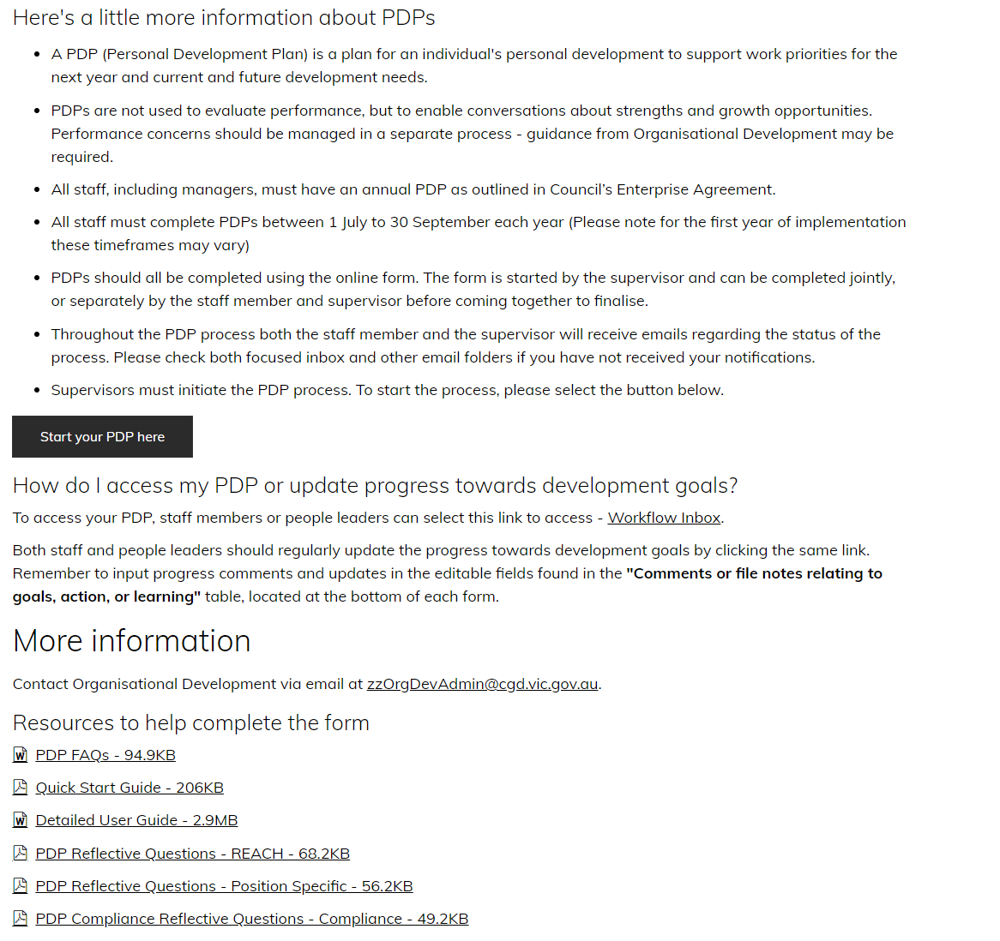 Here's a little more information about PDPs
• A PDP (Personal Development Plan) is a plan for an individual's personal development to support work priorities for the
next year and current and future development needs.
• PDPs are not used to evaluate performance, but to enable conversations about strengths and growth opportunities.
Performance concerns should be managed in a separate process - guidance from Organisational Development may be
required.
• All staff, including managers, must have an annual PDP as outlined in Council’s Enterprise Agreement.
• All staff must complete PDPs between 1 July to 30 September each year (Please note for the first year of implementation
these timeframes may vary)
• PDPs should all be completed using the online form. The form is started by the supervisor and can be completed jointly,
or separately by the staff member and supervisor before coming together to finalise.
• Throughout the PDP process both the staff member and the supervisor will receive emails regarding the status of the
process. Please check both focused inbox and other email folders if you have not received your notifications.
• Supervisors must initiate the PDP process. To start the process, please select the button below.
Start your PDP here
How do I access my PDP or update progress towards development goals?
To access your PDP, staff members or people leaders can select this link to access - Workflow Inbox.
Both staff and people leaders should regularly update the progress towards development goals by clicking the same link.
Remember to input progress comments and updates in the editable fields found in the "Comments or file notes relating to
goals, action, or learning" table, located at the bottom of each form.
More information
Contact Organisational Development via email at zzOrgDevAdmin@cgd.vic.gov.au.
Resources to help complete the form
PDP FAQs - 94.9KB
Quick Start Guide - 206KB
Detailed User Guide - 2.9MB
PDP Reflective Questions - REACH - 68.2KB
PDP Reflective Questions - Position Specific - 56.2KB
PDP Compliance Reflective Questions - Compliance - 49.2KB